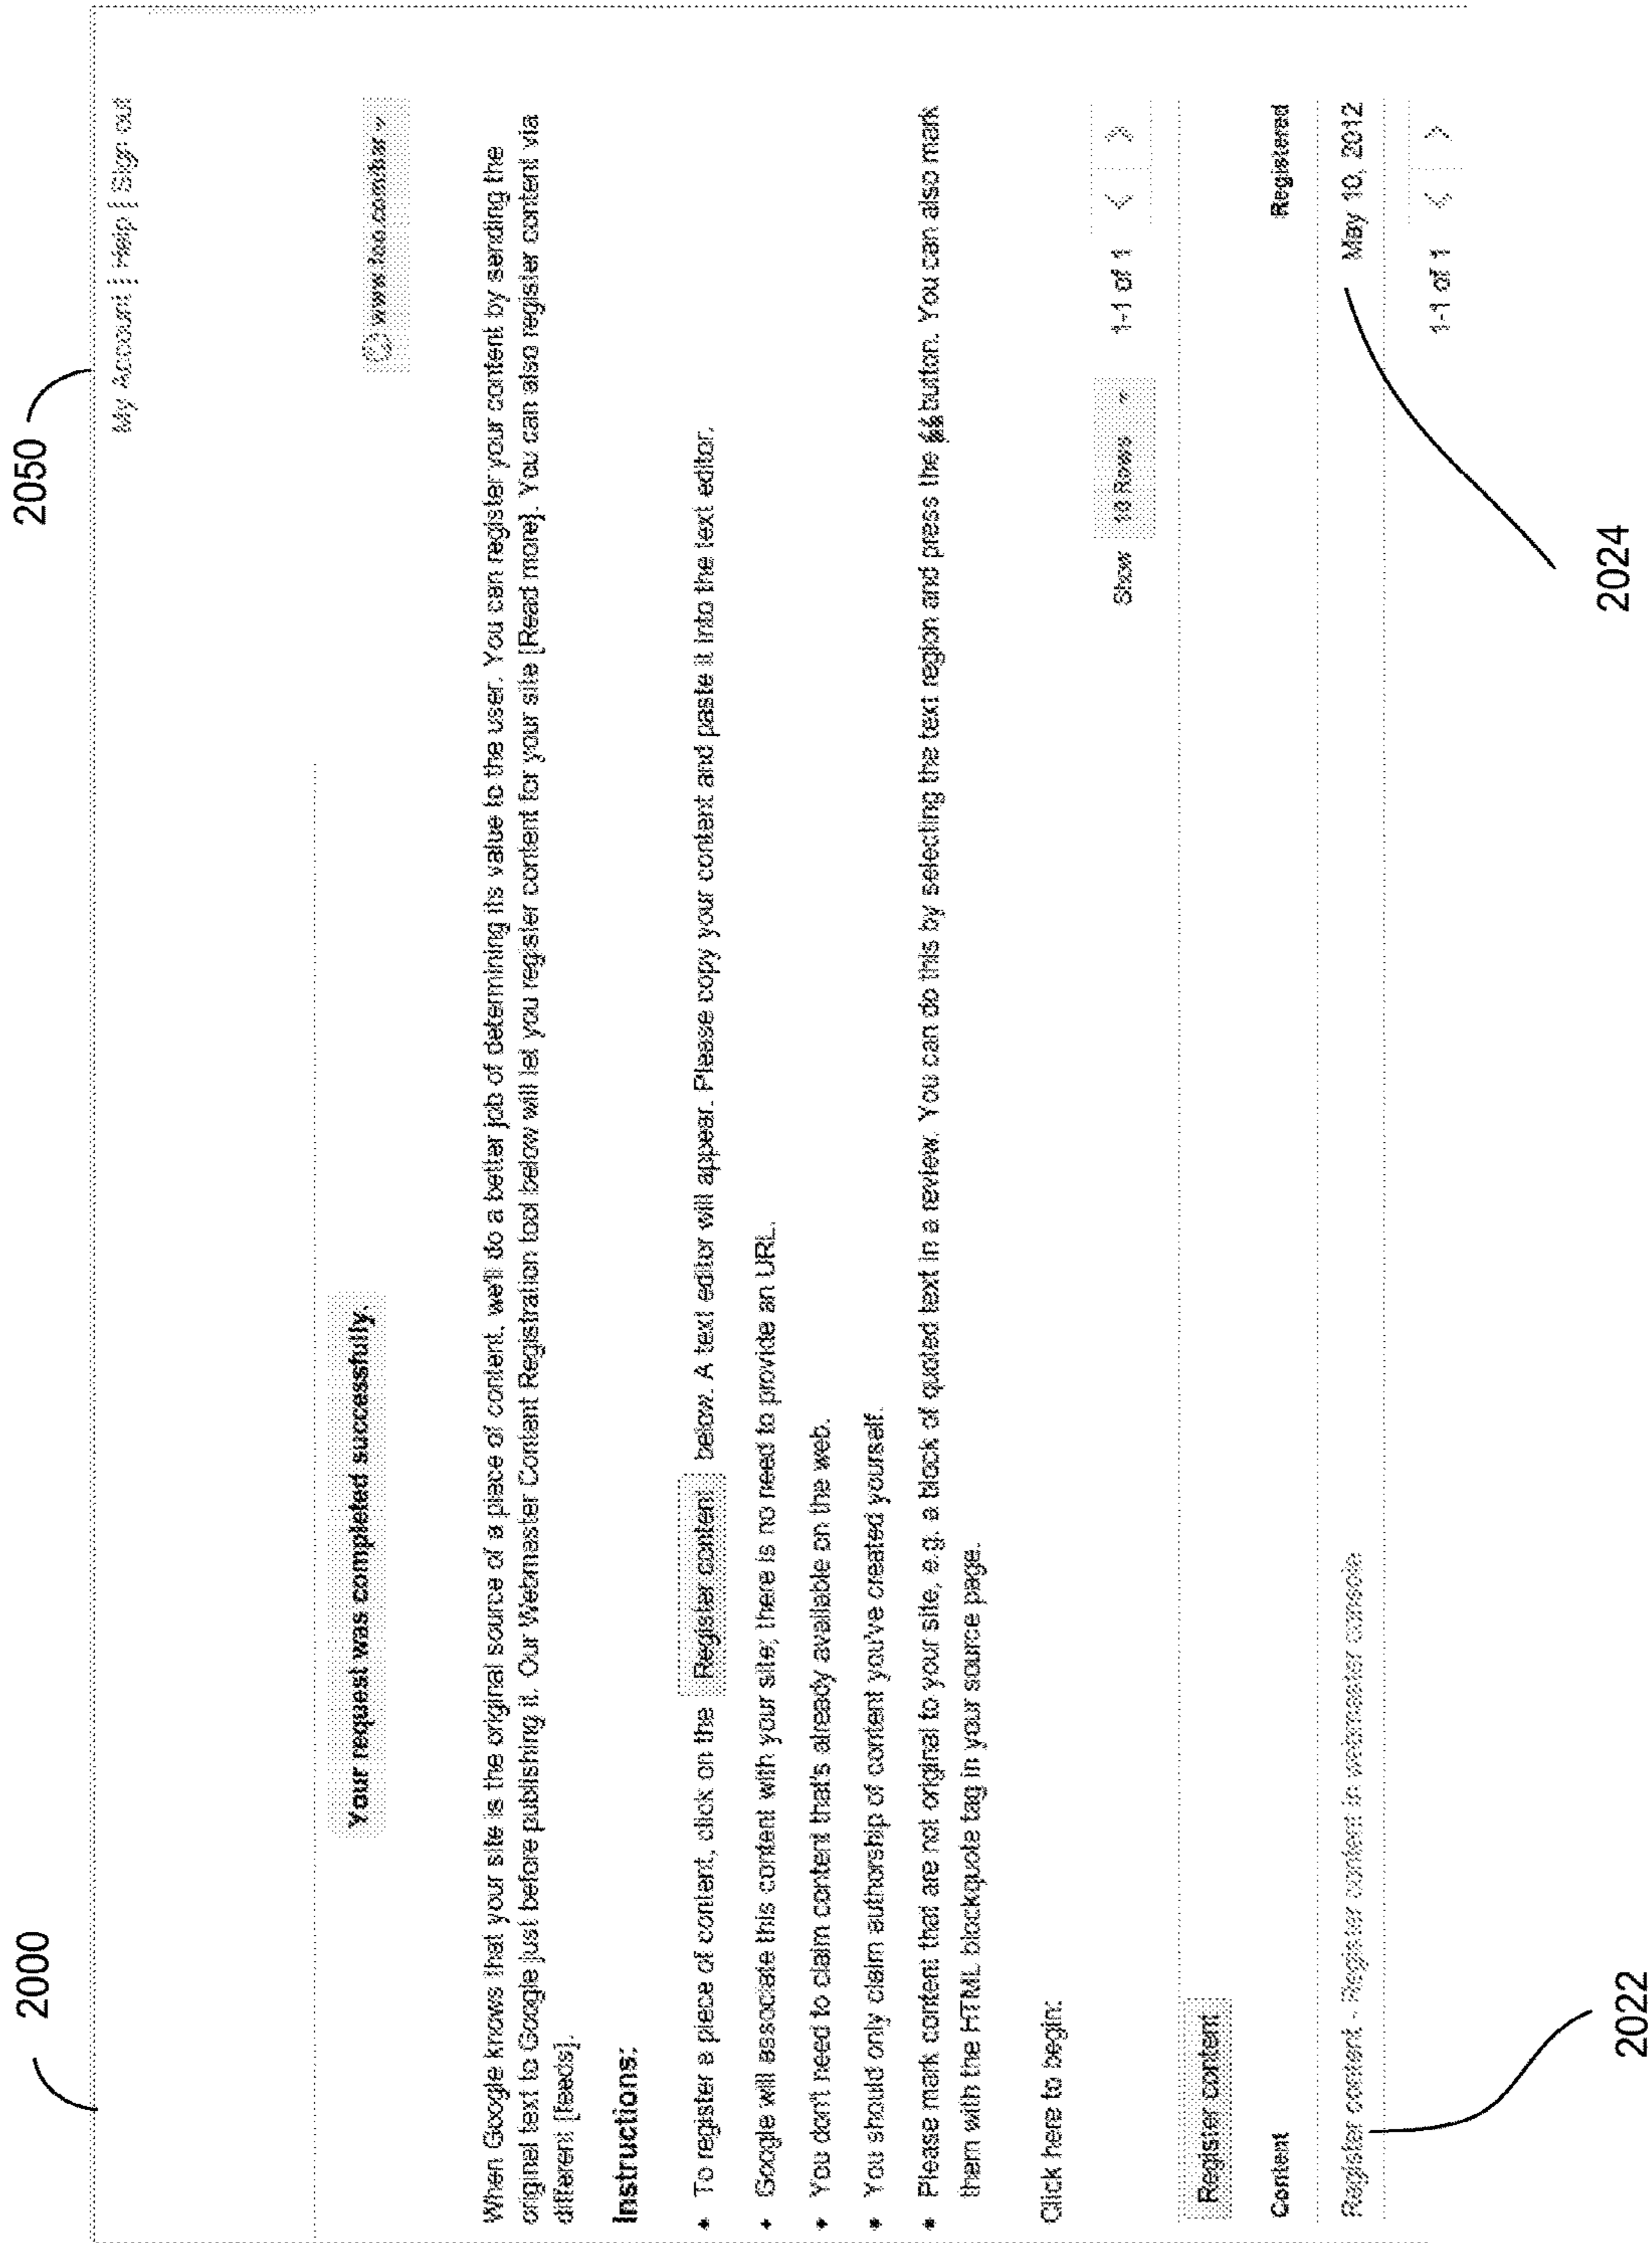 2000
2050
My Account | Help | Sign out
Your request was completed successfully.
www.foo.com/bar
When Google knows that your site is the original source of a piece of content, we'll do a better job of determining its value to the user. You can register your content by sending the
original text to Google just before publishing it. Our Webmaster Content Registration tool below will let you register content for your site [Read more]. You can also register content via
different [feeds].
Instructions:
To register a piece of content, click on the Register content below. A text editor will appear. Please copy your content and paste it into the text editor.
Google will associate this content with your site; there is no need to provide an URL.
You don't need to claim content that's already available on the web.
You should only claim authorship of content you've created yourself.
Please mark content that are not original to your site, e.g. a block of quoted text in a review. You can do this by selecting the text region and press the button. You can also mark
them with the HTML blockquote tag in your source page.
Click here to begin:
Show 10 Rows 1-1 of 1 < >
Register content
Content Registered
Register content - Register content in webmaster console May 10, 2012
1-1 of 1 < >
2022
2024